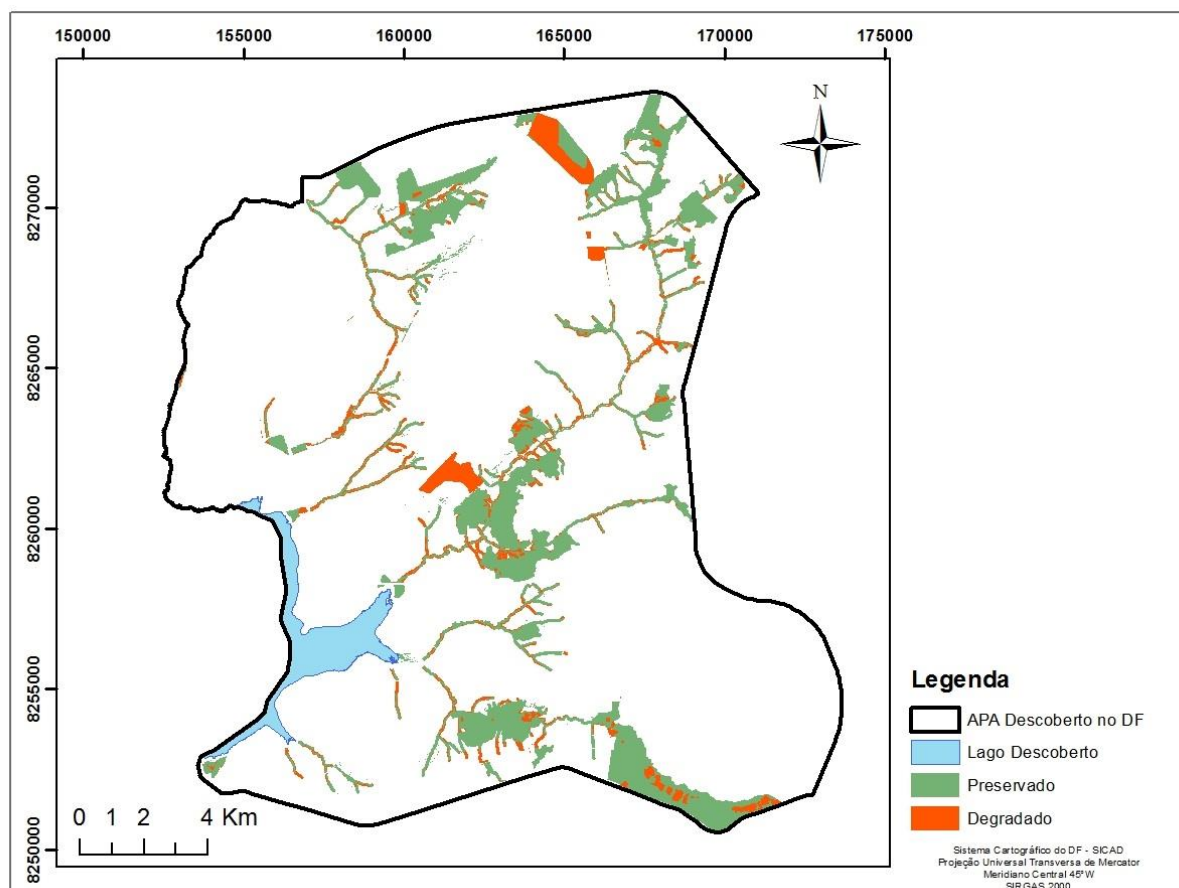 150000 155000 160000 165000 170000 175000
N
8270000
8265000
8260000
8255000
8250000
Legenda
APA Descoberto no DF
Lago Descoberto
Preservado
Degradado
0 1 2 4 Km
Sistema Cartográfico do DF - SICAD
Projeção Universal Transversa de Mercator
Meridiano Central 45°W
SIRGAS 2000